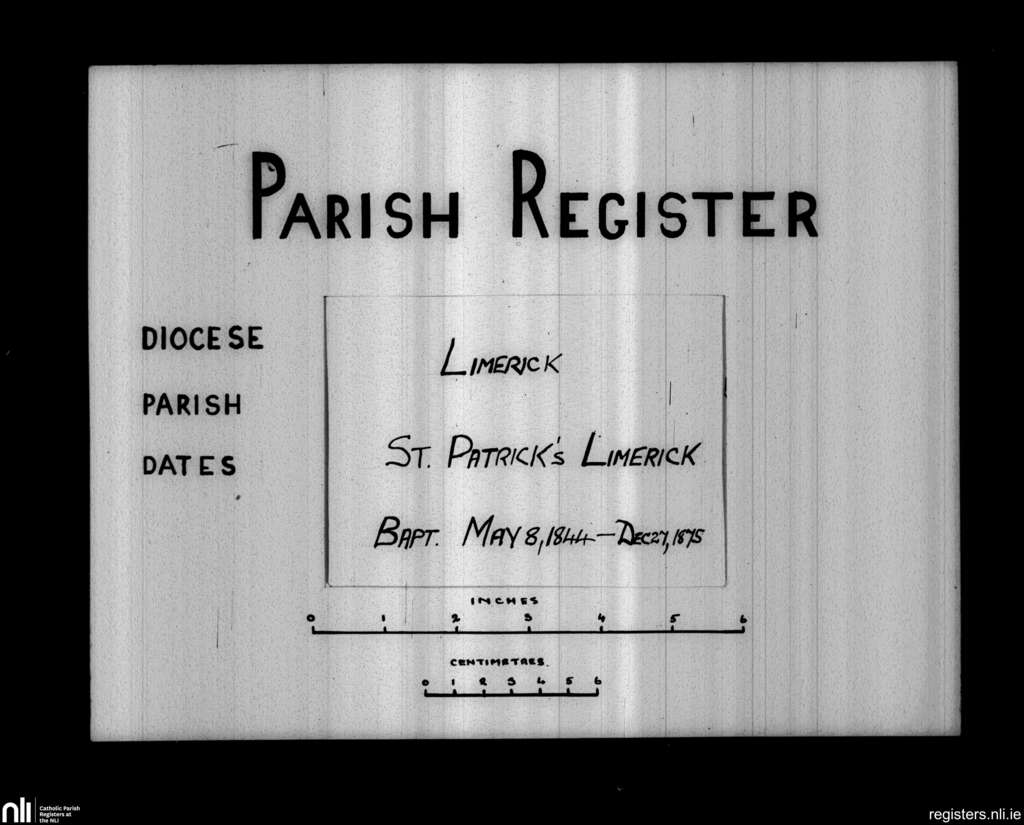 PARISH REGISTER
DIOCESE LIMERICK
PARISH ST. PATRICK'S LIMERICK
DATES BAPT. MAY 8, 1844 — DEC 27, 1875
INCHES
0 1 2 3 4 5 6
CENTIMETRES.
0 1 2 3 4 5 6
nli Catholic Parish
Registers at
the NLI
registers.nli.ie